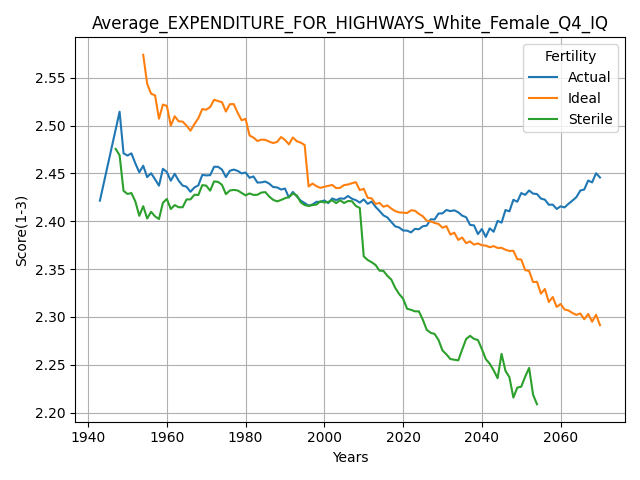 Average_EXPENDITURE_FOR_HIGHWAYS_White_Female_Q4_IQ
Fertility
Actual
Ideal
Sterile
Score(1-3)
2.55
2.50
2.45
2.40
2.35
2.30
2.25
2.20
1940 1960 1980 2000 2020 2040 2060
Years